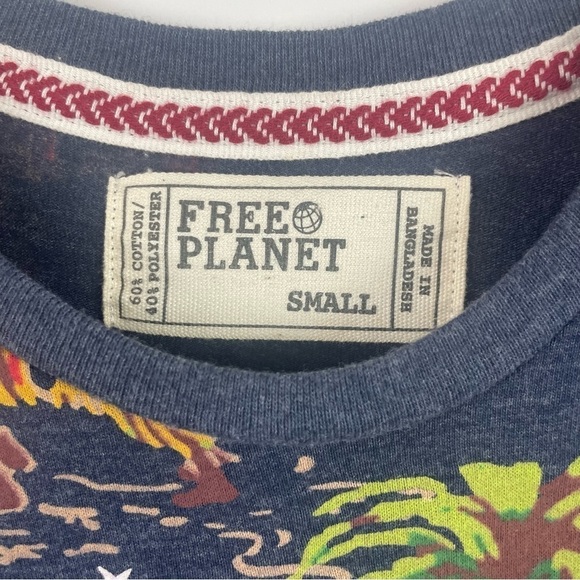 60% COTTON/
40% POLYESTER
FREE
PLANET
SMALL
MADE IN
BANGLADESH